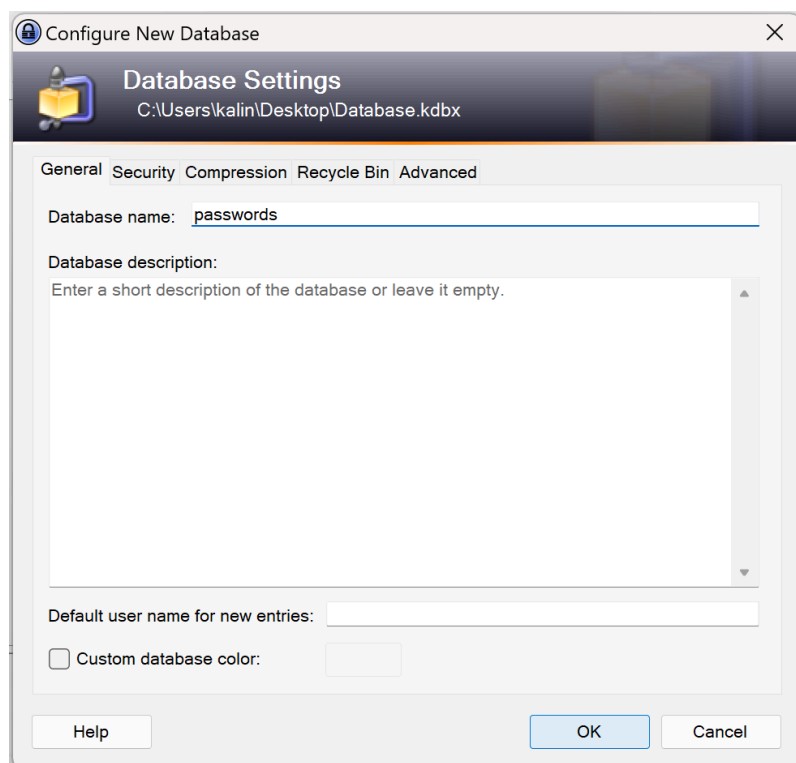 Configure New Database
Database Settings
C:\Users\kalin\Desktop\Database.kdbx
General Security Compression Recycle Bin Advanced
Database name: passwords
Database description:
Enter a short description of the database or leave it empty.
Default user name for new entries:
Custom database color:
Help OK Cancel